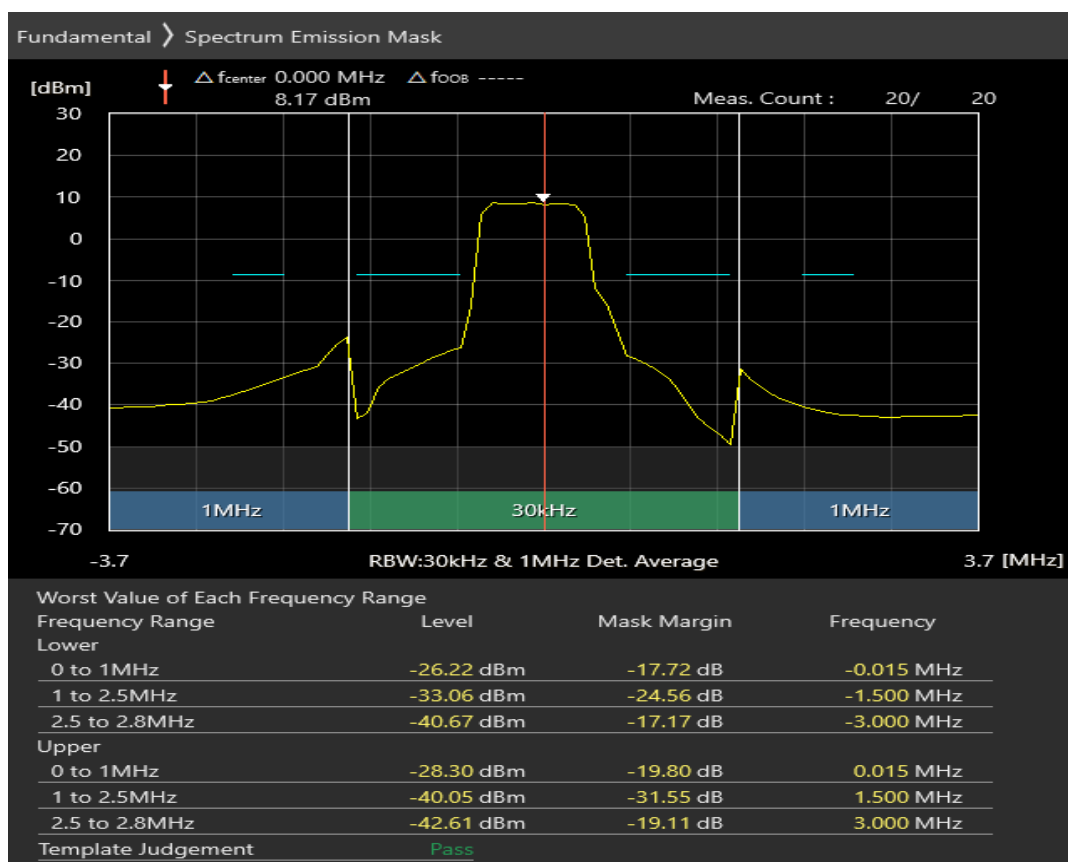 Fundamental 〉 Spectrum Emission Mask
[dBm] △ fcenter 0.000 MHz △ fOOB -----
8.17 dBm Meas. Count : 20/ 20
30
20
10
0
-10
-20
-30
-40
-50
-60
1MHz 30kHz 1MHz
-70
-3.7 RBW:30kHz & 1MHz Det. Average 3.7 [MHz]
Worst Value of Each Frequency Range
Frequency Range Level Mask Margin Frequency
Lower
0 to 1MHz -26.22 dBm -17.72 dB -0.015 MHz
1 to 2.5MHz -33.06 dBm -24.56 dB -1.500 MHz
2.5 to 2.8MHz -40.67 dBm -17.17 dB -3.000 MHz
Upper
0 to 1MHz -28.30 dBm -19.80 dB 0.015 MHz
1 to 2.5MHz -40.05 dBm -31.55 dB 1.500 MHz
2.5 to 2.8MHz -42.61 dBm -19.11 dB 3.000 MHz
Template Judgement Pass